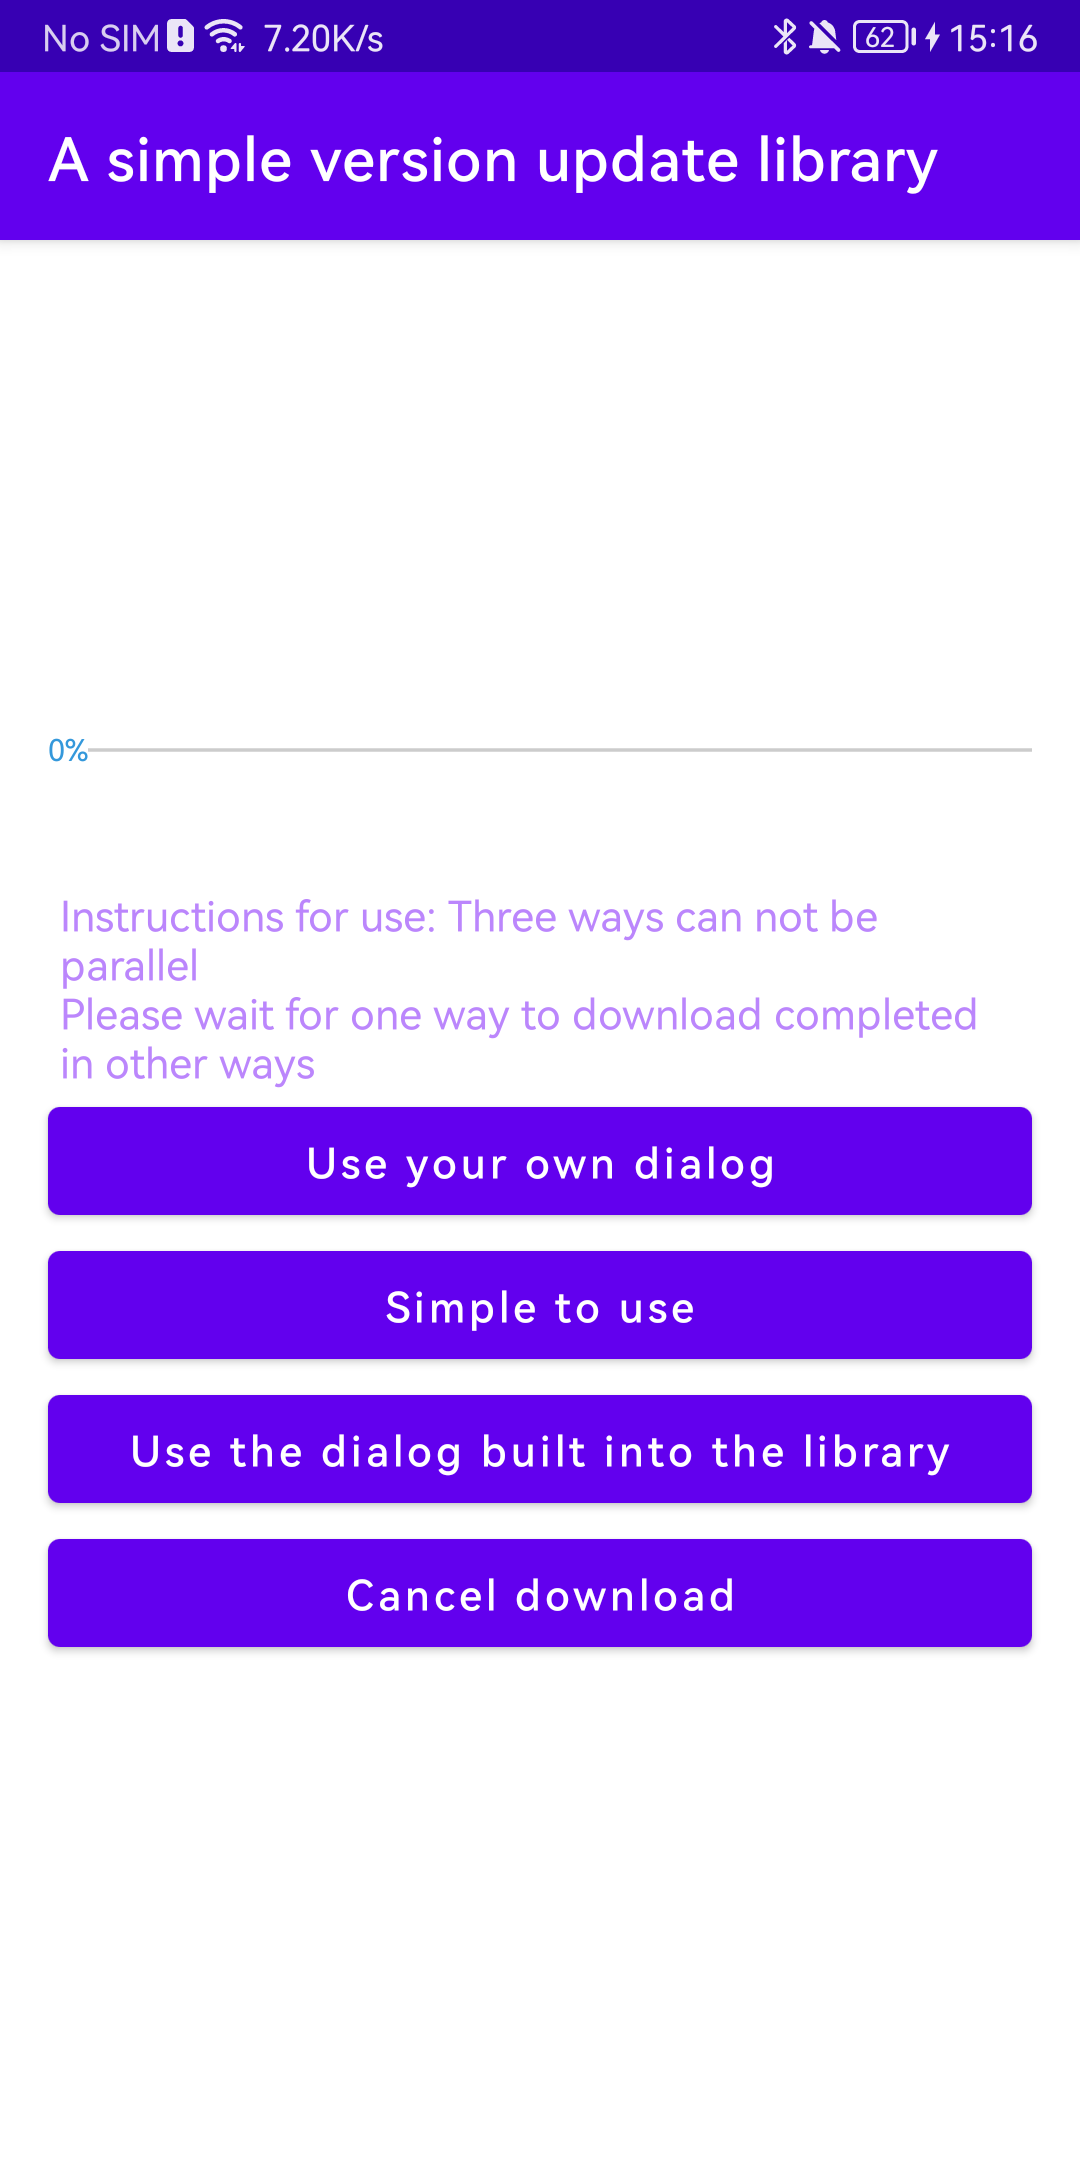 No SIM 7.20K/s 62 15:16
A simple version update library
0%
Instructions for use: Three ways can not be
parallel
Please wait for one way to download completed
in other ways
Use your own dialog
Simple to use
Use the dialog built into the library
Cancel download